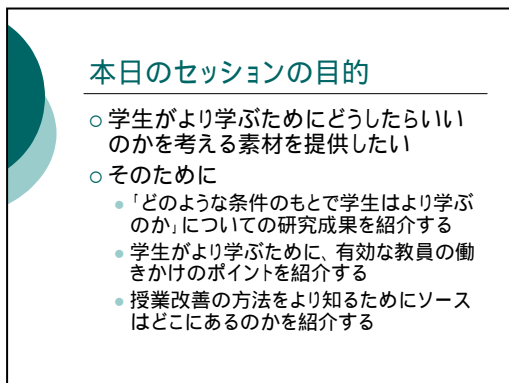 本日のセッションの目的
学生がより学ぶためにどうしたらいい
のかを考える素材を提供したい
そのために
「どのような条件のもとで学生はより学ぶ
のか」についての研究成果を紹介する
学生がより学ぶために、有効な教員の働
きかけのポイントを紹介する
授業改善の方法をより知るためにソース
はどこにあるのかを紹介する